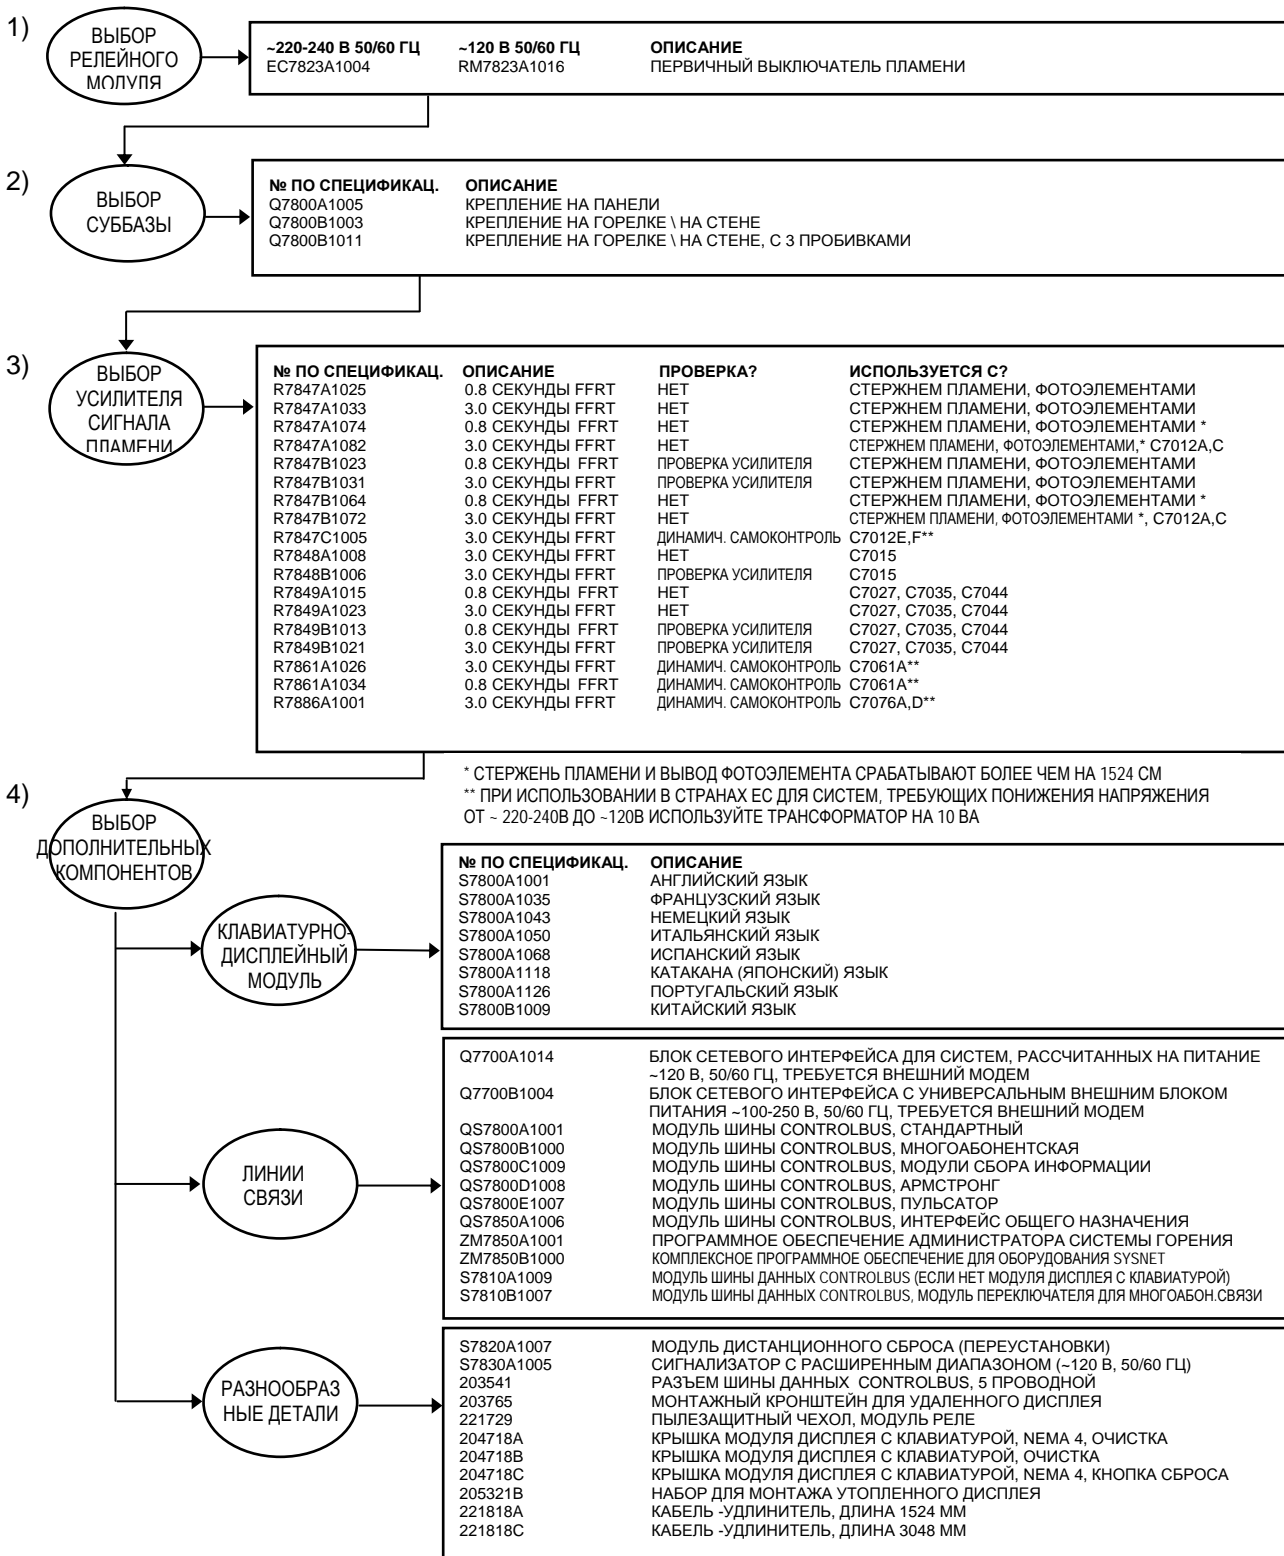 1)
ВЫБОР
РЕЛЕЙНОГО
МОДУЛЯ
~220-240 В 50/60 ГЦ ~120 В 50/60 ГЦ ОПИСАНИЕ
EC7823A1004 RM7823A1016 ПЕРВИЧНЫЙ ВЫКЛЮЧАТЕЛЬ ПЛАМЕНИ
2)
ВЫБОР
СУББАЗЫ
№ ПО СПЕЦИФИКАЦ. ОПИСАНИЕ
Q7800A1005 КРЕПЛЕНИЕ НА ПАНЕЛИ
Q7800B1003 КРЕПЛЕНИЕ НА ГОРЕЛКЕ \ НА СТЕНЕ
Q7800B1011 КРЕПЛЕНИЕ НА ГОРЕЛКЕ \ НА СТЕНЕ, С 3 ПРОБИВКАМИ
3)
ВЫБОР
УСИЛИТЕЛЯ
СИГНАЛА
ПЛАМЕНИ
№ ПО СПЕЦИФИКАЦ. ОПИСАНИЕ ПРОВЕРКА? ИСПОЛЬЗУЕТСЯ С?
R7847A1025 0.8 СЕКУНДЫ FFRT НЕТ СТЕРЖНЕМ ПЛАМЕНИ, ФОТОЭЛЕМЕНТАМИ
R7847A1033 3.0 СЕКУНДЫ FFRT НЕТ СТЕРЖНЕМ ПЛАМЕНИ, ФОТОЭЛЕМЕНТАМИ
R7847A1074 0.8 СЕКУНДЫ FFRT НЕТ СТЕРЖНЕМ ПЛАМЕНИ, ФОТОЭЛЕМЕНТАМИ *
R7847A1082 3.0 СЕКУНДЫ FFRT НЕТ СТЕРЖНЕМ ПЛАМЕНИ, ФОТОЭЛЕМЕНТАМИ,* C7012A,C
R7847B1023 0.8 СЕКУНДЫ FFRT ПРОВЕРКА УСИЛИТЕЛЯ СТЕРЖНЕМ ПЛАМЕНИ, ФОТОЭЛЕМЕНТАМИ
R7847B1031 3.0 СЕКУНДЫ FFRT ПРОВЕРКА УСИЛИТЕЛЯ СТЕРЖНЕМ ПЛАМЕНИ, ФОТОЭЛЕМЕНТАМИ
R7847B1064 0.8 СЕКУНДЫ FFRT НЕТ СТЕРЖНЕМ ПЛАМЕНИ, ФОТОЭЛЕМЕНТАМИ *
R7847B1072 3.0 СЕКУНДЫ FFRT НЕТ СТЕРЖНЕМ ПЛАМЕНИ, ФОТОЭЛЕМЕНТАМИ *, C7012A,C
R7847C1005 3.0 СЕКУНДЫ FFRT ДИНАМИЧ. САМОКОНТРОЛЬ C7012E,F**
R7848A1008 3.0 СЕКУНДЫ FFRT НЕТ C7015
R7848B1006 3.0 СЕКУНДЫ FFRT ПРОВЕРКА УСИЛИТЕЛЯ C7015
R7849A1015 0.8 СЕКУНДЫ FFRT НЕТ C7027, C7035, C7044
R7849A1023 3.0 СЕКУНДЫ FFRT НЕТ C7027, C7035, C7044
R7849B1013 0.8 СЕКУНДЫ FFRT ПРОВЕРКА УСИЛИТЕЛЯ C7027, C7035, C7044
R7849B1021 3.0 СЕКУНДЫ FFRT ПРОВЕРКА УСИЛИТЕЛЯ C7027, C7035, C7044
R7861A1026 3.0 СЕКУНДЫ FFRT ДИНАМИЧ. САМОКОНТРОЛЬ C7061A**
R7861A1034 0.8 СЕКУНДЫ FFRT ДИНАМИЧ. САМОКОНТРОЛЬ C7061A**
R7886A1001 3.0 СЕКУНДЫ FFRT ДИНАМИЧ. САМОКОНТРОЛЬ C7076A,D**
* СТЕРЖЕНЬ ПЛАМЕНИ И ВЫВОД ФОТОЭЛЕМЕНТА СРАБАТЫВАЮТ БОЛЕЕ ЧЕМ НА 1524 СМ
** ПРИ ИСПОЛЬЗОВАНИИ В СТРАНАХ ЕС ДЛЯ СИСТЕМ, ТРЕБУЮЩИХ ПОНИЖЕНИЯ НАПРЯЖЕНИЯ
ОТ ~ 220-240В ДО ~120В ИСПОЛЬЗУЙТЕ ТРАНСФОРМАТОР НА 10 ВА
4)
ВЫБОР
ДОПОЛНИТЕЛЬНЫХ
КОМПОНЕНТОВ
КЛАВИАТУРНО-
ДИСПЛЕЙНЫЙ
МОДУЛЬ
№ ПО СПЕЦИФИКАЦ. ОПИСАНИЕ
S7800A1001 АНГЛИЙСКИЙ ЯЗЫК
S7800A1035 ФРАНЦУЗСКИЙ ЯЗЫК
S7800A1043 НЕМЕЦКИЙ ЯЗЫК
S7800A1050 ИТАЛЬЯНСКИЙ ЯЗЫК
S7800A1068 ИСПАНСКИЙ ЯЗЫК
S7800A1118 КАТАКАНА (ЯПОНСКИЙ) ЯЗЫК
S7800A1126 ПОРТУГАЛЬСКИЙ ЯЗЫК
S7800B1009 КИТАЙСКИЙ ЯЗЫК
ЛИНИИ
СВЯЗИ
Q7700A1014 БЛОК СЕТЕВОГО ИНТЕРФЕЙСА ДЛЯ СИСТЕМ, РАССЧИТАННЫХ НА ПИТАНИЕ
~120 В, 50/60 ГЦ, ТРЕБУЕТСЯ ВНЕШНИЙ МОДЕМ
Q7700B1004 БЛОК СЕТЕВОГО ИНТЕРФЕЙСА С УНИВЕРСАЛЬНЫМ ВНЕШНИМ БЛОКОМ
ПИТАНИЯ ~100-250 В, 50/60 ГЦ, ТРЕБУЕТСЯ ВНЕШНИЙ МОДЕМ
QS7800A1001 МОДУЛЬ ШИНЫ CONTROLBUS, СТАНДАРТНЫЙ
QS7800B1000 МОДУЛЬ ШИНЫ CONTROLBUS, МНОГОАБОНЕНТСКАЯ
QS7800C1009 МОДУЛЬ ШИНЫ CONTROLBUS, МОДУЛИ СБОРА ИНФОРМАЦИИ
QS7800D1008 МОДУЛЬ ШИНЫ CONTROLBUS, АРМСТРОНГ
QS7800E1007 МОДУЛЬ ШИНЫ CONTROLBUS, ПУЛЬСАТОР
QS7850A1006 МОДУЛЬ ШИНЫ CONTROLBUS, ИНТЕРФЕЙС ОБЩЕГО НАЗНАЧЕНИЯ
ZM7850A1001 ПРОГРАММНОЕ ОБЕСПЕЧЕНИЕ АДМИНИСТРАТОРА СИСТЕМЫ ГОРЕНИЯ
ZM7850B1000 КОМПЛЕКСНОЕ ПРОГРАММНОЕ ОБЕСПЕЧЕНИЕ ДЛЯ ОБОРУДОВАНИЯ SYSNET
S7810A1009 МОДУЛЬ ШИНЫ ДАННЫХ CONTROLBUS (ЕСЛИ НЕТ МОДУЛЯ ДИСПЛЕЯ С КЛАВИАТУРОЙ)
S7810B1007 МОДУЛЬ ШИНЫ ДАННЫХ CONTROLBUS, МОДУЛЬ ПЕРЕКЛЮЧАТЕЛЯ ДЛЯ МНОГОАБОН.СВЯЗИ
РАЗНООБРАЗ
НЫЕ ДЕТАЛИ
S7820A1007 МОДУЛЬ ДИСТАНЦИОННОГО СБРОСА (ПЕРЕУСТАНОВКИ)
S7830A1005 СИГНАЛИЗАТОР С РАСШИРЕННЫМ ДИАПАЗОНОМ (~120 В, 50/60 ГЦ)
203541 РАЗЪЕМ ШИНЫ ДАННЫХ CONTROLBUS, 5 ПРОВОДНОЙ
203765 МОНТАЖНЫЙ КРОНШТЕЙН ДЛЯ УДАЛЕННОГО ДИСПЛЕЯ
221729 ПЫЛЕЗАЩИТНЫЙ ЧЕХОЛ, МОДУЛЬ РЕЛЕ
204718A КРЫШКА МОДУЛЯ ДИСПЛЕЯ С КЛАВИАТУРОЙ, NEMA 4, ОЧИСТКА
204718B КРЫШКА МОДУЛЯ ДИСПЛЕЯ С КЛАВИАТУРОЙ, ОЧИСТКА
204718C КРЫШКА МОДУЛЯ ДИСПЛЕЯ С КЛАВИАТУРОЙ, NEMA 4, КНОПКА СБРОСА
205321B НАБОР ДЛЯ МОНТАЖА УТОПЛЕННОГО ДИСПЛЕЯ
221818A КАБЕЛЬ -УДЛИНИТЕЛЬ, ДЛИНА 1524 ММ
221818C КАБЕЛЬ -УДЛИНИТЕЛЬ, ДЛИНА 3048 ММ